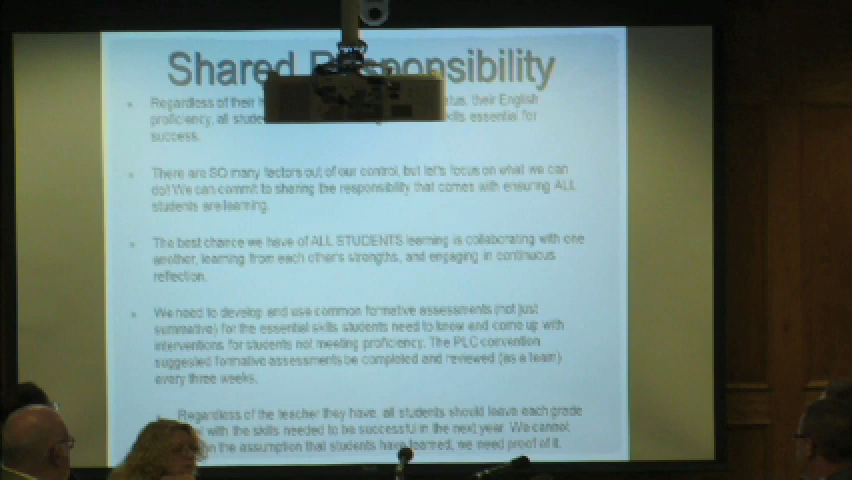 Shared Responsibility
Regardless of their their English
proficiency, all skills essential for
success.
There are SO many factors out of our control, but let's focus on what we can
do! We can commit to sharing the responsibility that comes with ensuring ALL
students are learning.
The best chance we have of ALL STUDENTS learning is collaborating with one
another, learning from each other's strengths, and engaging in continuous
reflection.
We need to develop and use common formative assessments (not just
summative) for the essential skills students need to know and come up with
interventions for students not meeting proficiency. The PLC convention
suggested formative assessments be completed and reviewed (as a team)
every three weeks.
Regardless of the teacher they have, all students should leave each grade
with the skills needed to be successful in the next year. We cannot
on the assumption that students have learned, we need proof of it.